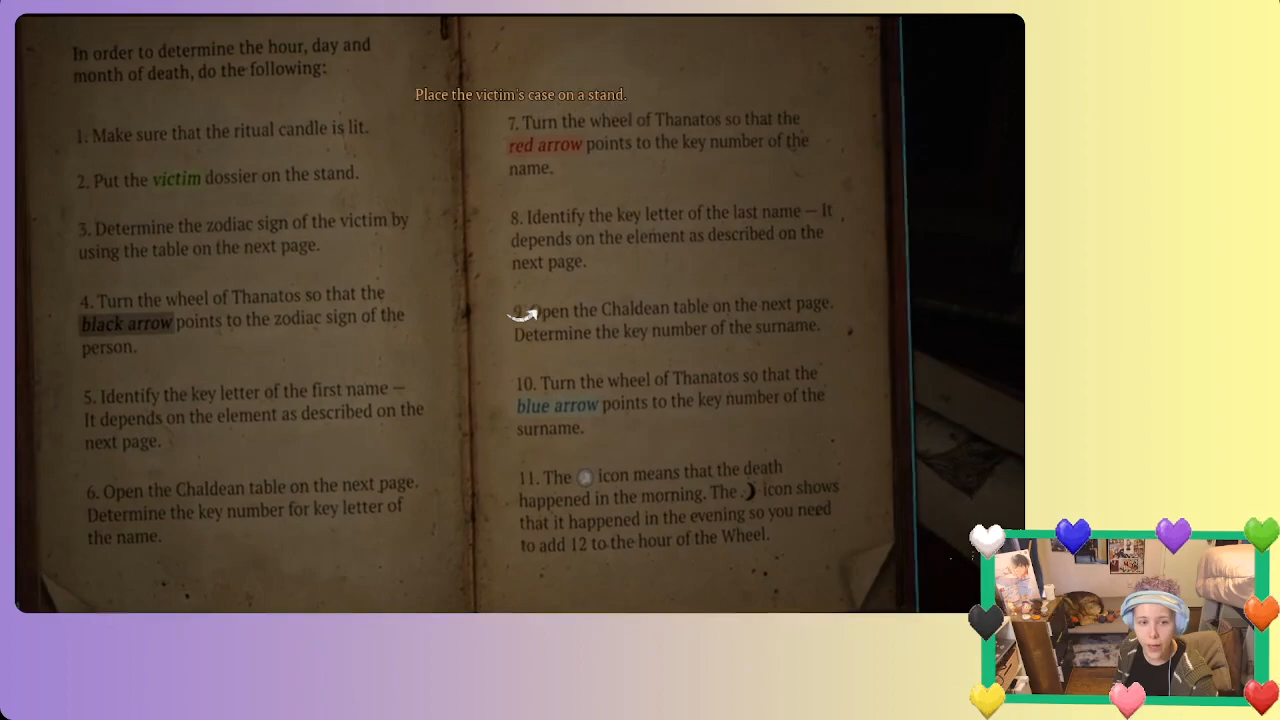 In order to determine the hour, day and
month of death, do the following:
Place the victim's case on a stand.
1. Make sure that the ritual candle is lit.
2. Put the victim dossier on the stand.
3. Determine the zodiac sign of the victim by
using the table on the next page.
4. Turn the wheel of Thanatos so that the
black arrow points to the zodiac sign of the
person.
5. Identify the key letter of the first name –
It depends on the element as described on the
next page.
6. Open the Chaldean table on the next page.
Determine the key number for key letter of
the name.
7. Turn the wheel of Thanatos so that the
red arrow points to the key number of the
name.
8. Identify the key letter of the last name – It
depends on the element as described on the
next page.
9. Open the Chaldean table on the next page.
Determine the key number of the surname.
10. Turn the wheel of Thanatos so that the
blue arrow points to the key number of the
surname.
11. The icon means that the death
happened in the morning. The icon shows
that it happened in the evening so you need
to add 12 to the hour of the Wheel.